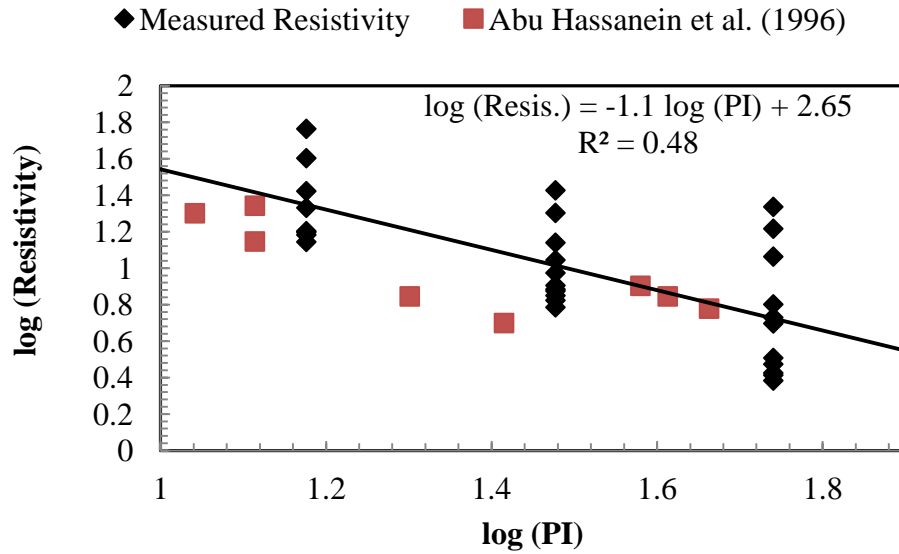 Measured Resistivity Abu Hassanein et al. (1996)
log (Resis.) = -1.1 log (PI) + 2.65
R² = 0.48
2
1.8
1.6
1.4
1.2
1
0.8
0.6
0.4
0.2
0
log (Resistivity)
1 1.2 1.4 1.6 1.8
log (PI)